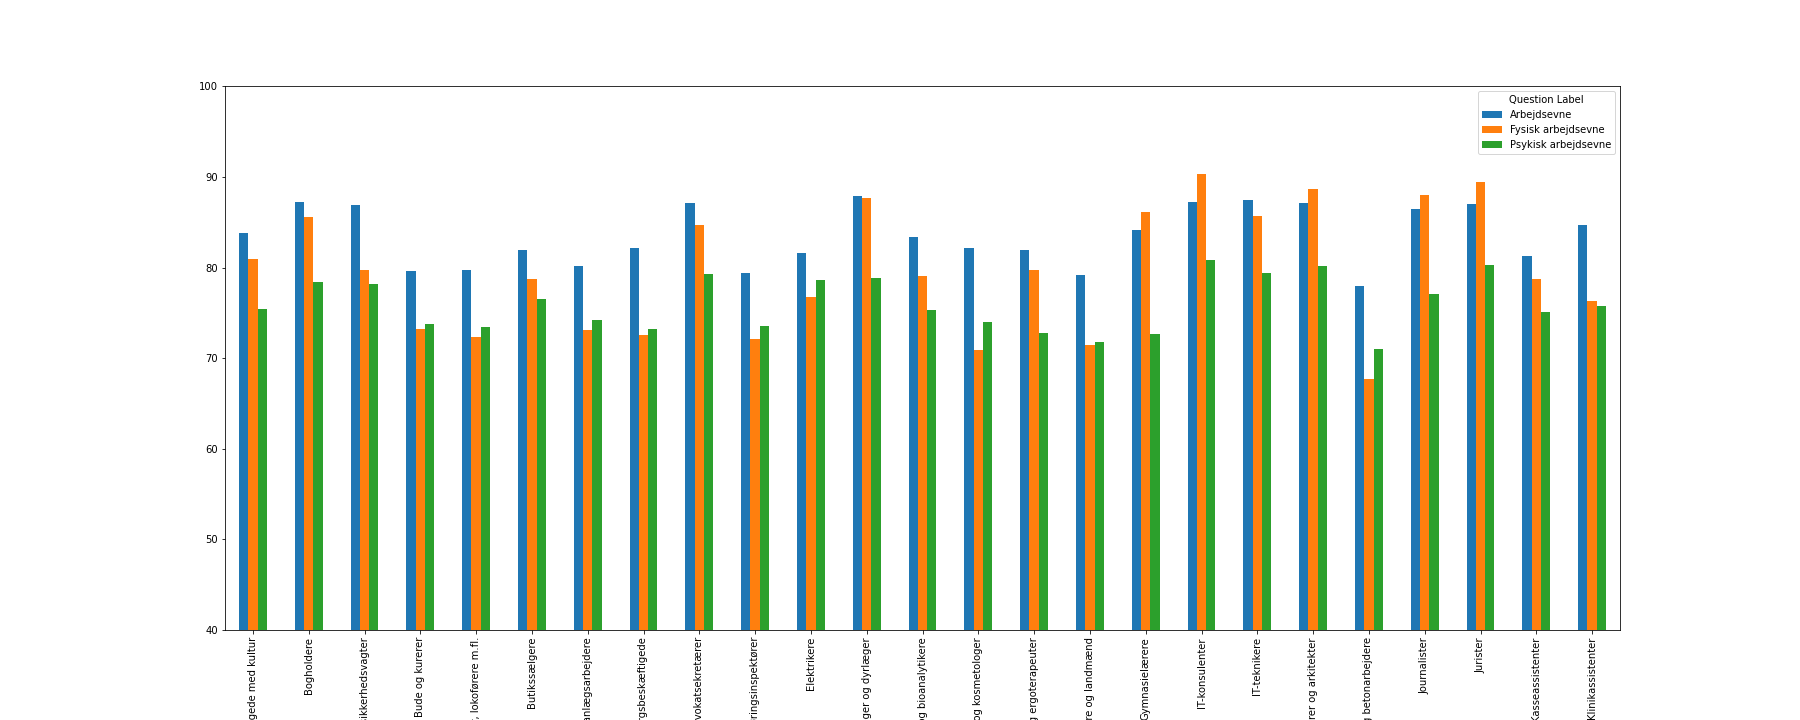 100
90
80
70
60
50
40
Question Label
Arbejdsevne
Fysisk arbejdsevne
Psykisk arbejdsevne
gede med kultur
Bogholdere
ikkerhedsvagter
Bude og kurerer
, lokoførere m.fl.
Butikssælgere
anlægsarbejdere
rgsbeskæftigede
vokatsekretærer
ringsinspektører
Elektrikere
ger og dyrlæger
og bioanalytikere
og kosmetologer
g ergoterapeuter
re og landmænd
Gymnasielærere
IT-konsulenter
IT-teknikere
rer og arkitekter
g betonarbejdere
Journalister
Jurister
Kasseassistenter
Klinikassistenter